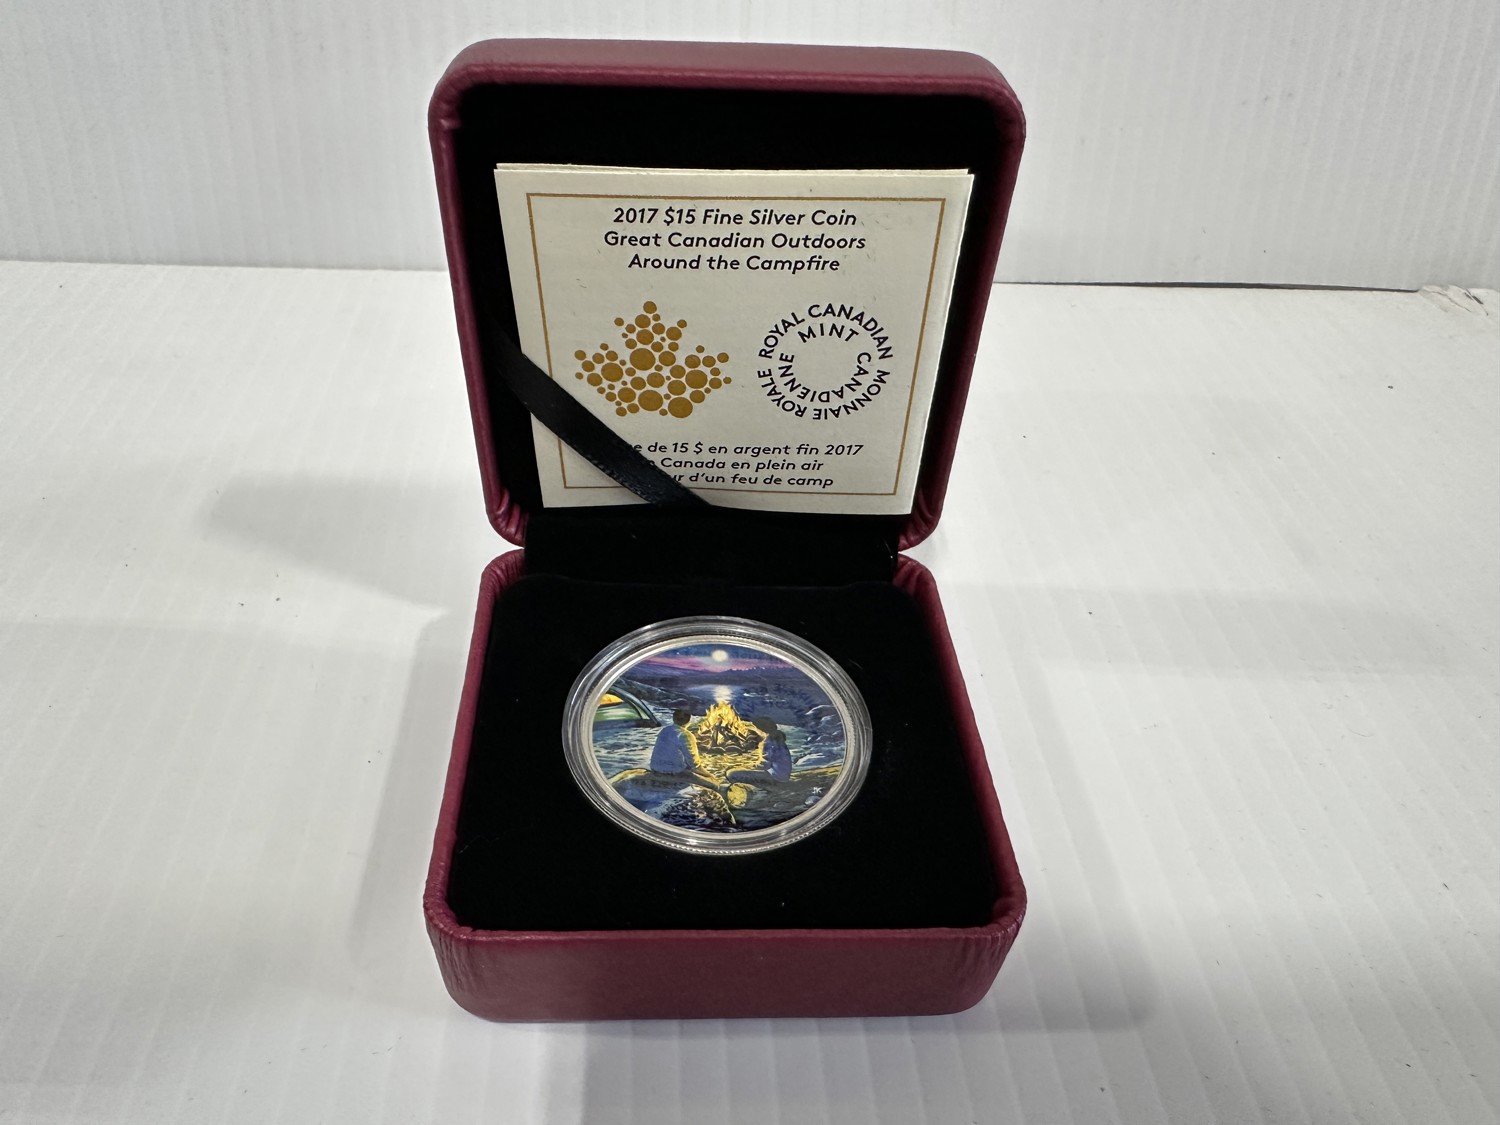 2017 $15 Fine Silver Coin
Great Canadian Outdoors
Around the Campfire
ROYAL CANADIAN MINT
MONNAIE ROYALE CANADIENNE
de 15 $ en argent fin 2017
Canada en plein air
d'un feu de camp
JK